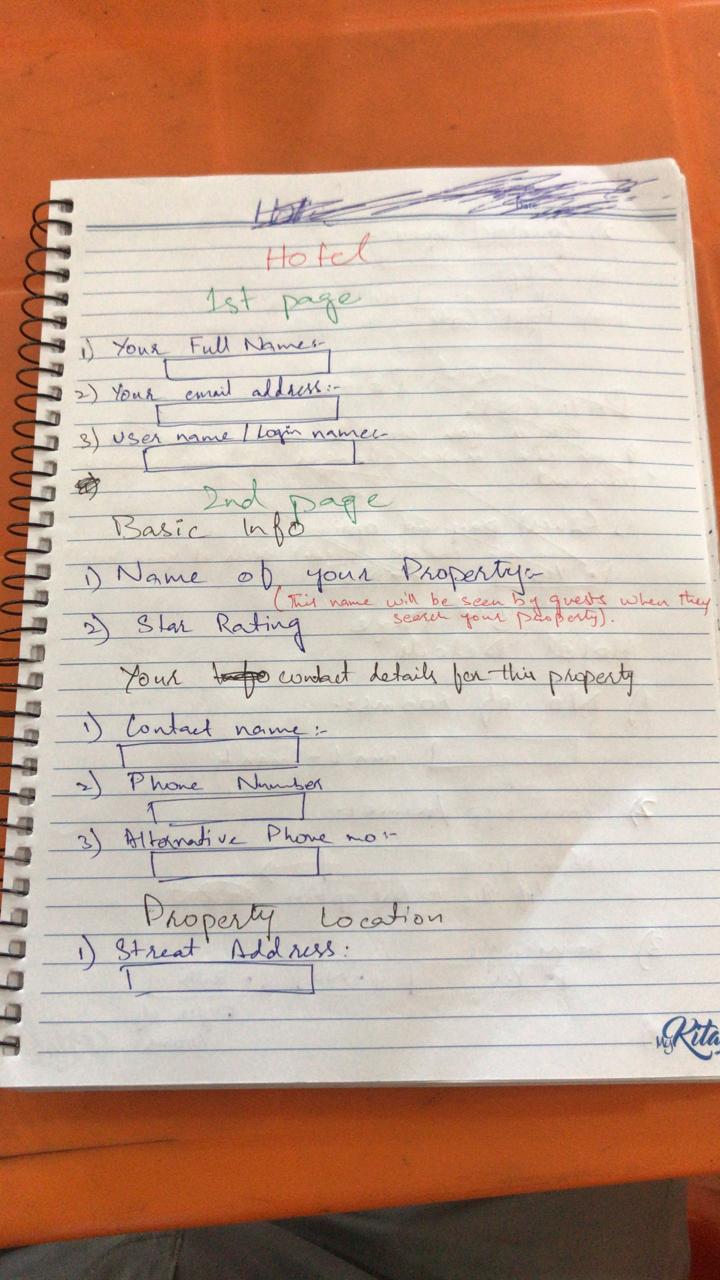 Date
Hotel
1st page
1) Your Full Name:-
2) Your email address:-
3) User name / Login name:-
2nd page
Basic Info
1) Name of your Property:-
(This name will be seen by guests when they
search your property).
2) Star Rating
Your contact details for this property
1) Contact name:-
2) Phone Number
3) Alternative Phone no:-
Property Location
1) Streat Address:
My Kita